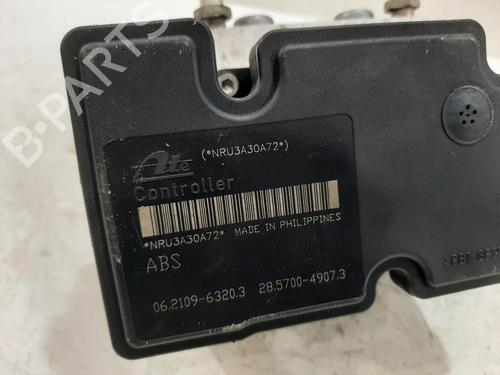 B-PARTS
Ate (*NRU3A30A72*)
Controller
*NRU3A30A72* MADE IN PHILIPPINES
ABS
06.2109-6320.3 28.5700-4907.3